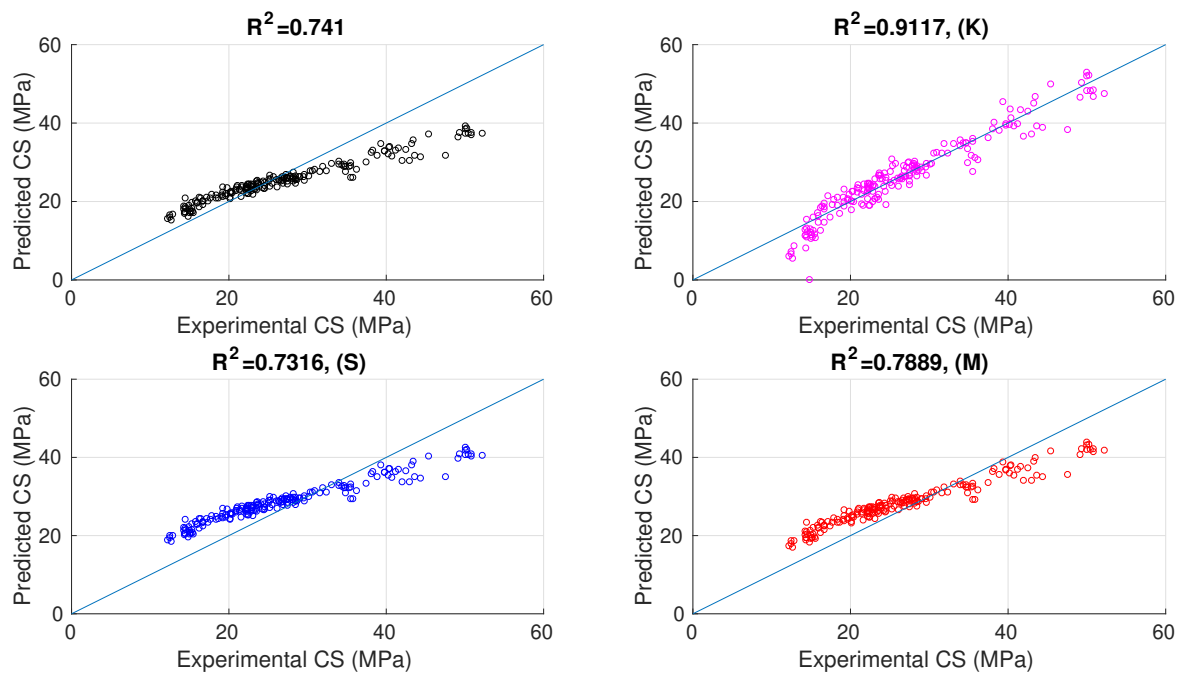 R²=0.741
60
40
20
0
Predicted CS (MPa)
0 20 40 60
Experimental CS (MPa)
R²=0.9117, (K)
60
40
20
0
Predicted CS (MPa)
0 20 40 60
Experimental CS (MPa)
R²=0.7316, (S)
60
40
20
0
Predicted CS (MPa)
0 20 40 60
Experimental CS (MPa)
R²=0.7889, (M)
60
40
20
0
Predicted CS (MPa)
0 20 40 60
Experimental CS (MPa)